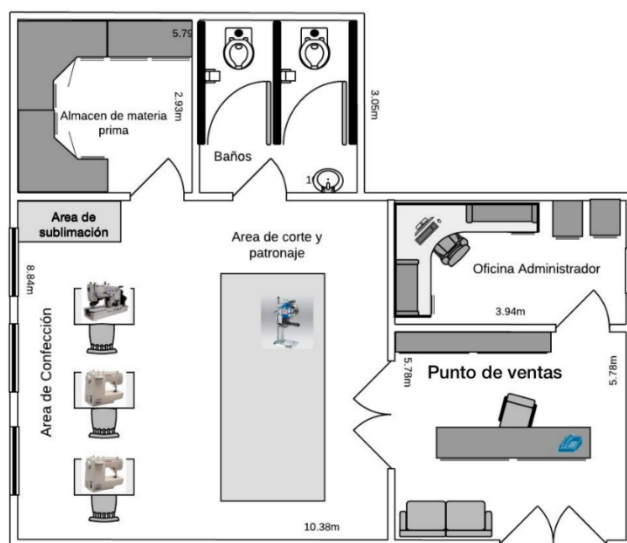 5.79
Almacen de materia
prima
2.93m
Baños
3.05m
Area de
sublimación
Area de corte y
patronaje
8.84m
Area de Confección
Oficina Administrador
3.94m
5.78m
Punto de ventas
5.78m
10.38m